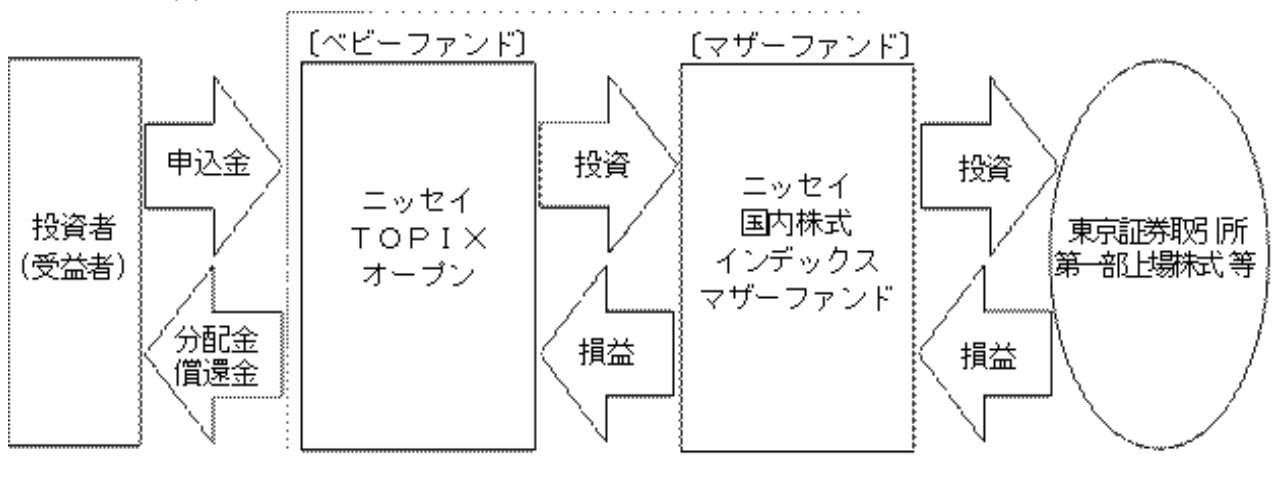 〔ベビーファンド〕
〔マザーファンド〕
投資者
(受益者)
申込金
分配金
償還金
ニッセイ
ＴＯＰＩＸ
オープン
投資
損益
ニッセイ
国内株式
インデックス
マザーファンド
投資
損益
東京証券取引所
第一部上場株式等